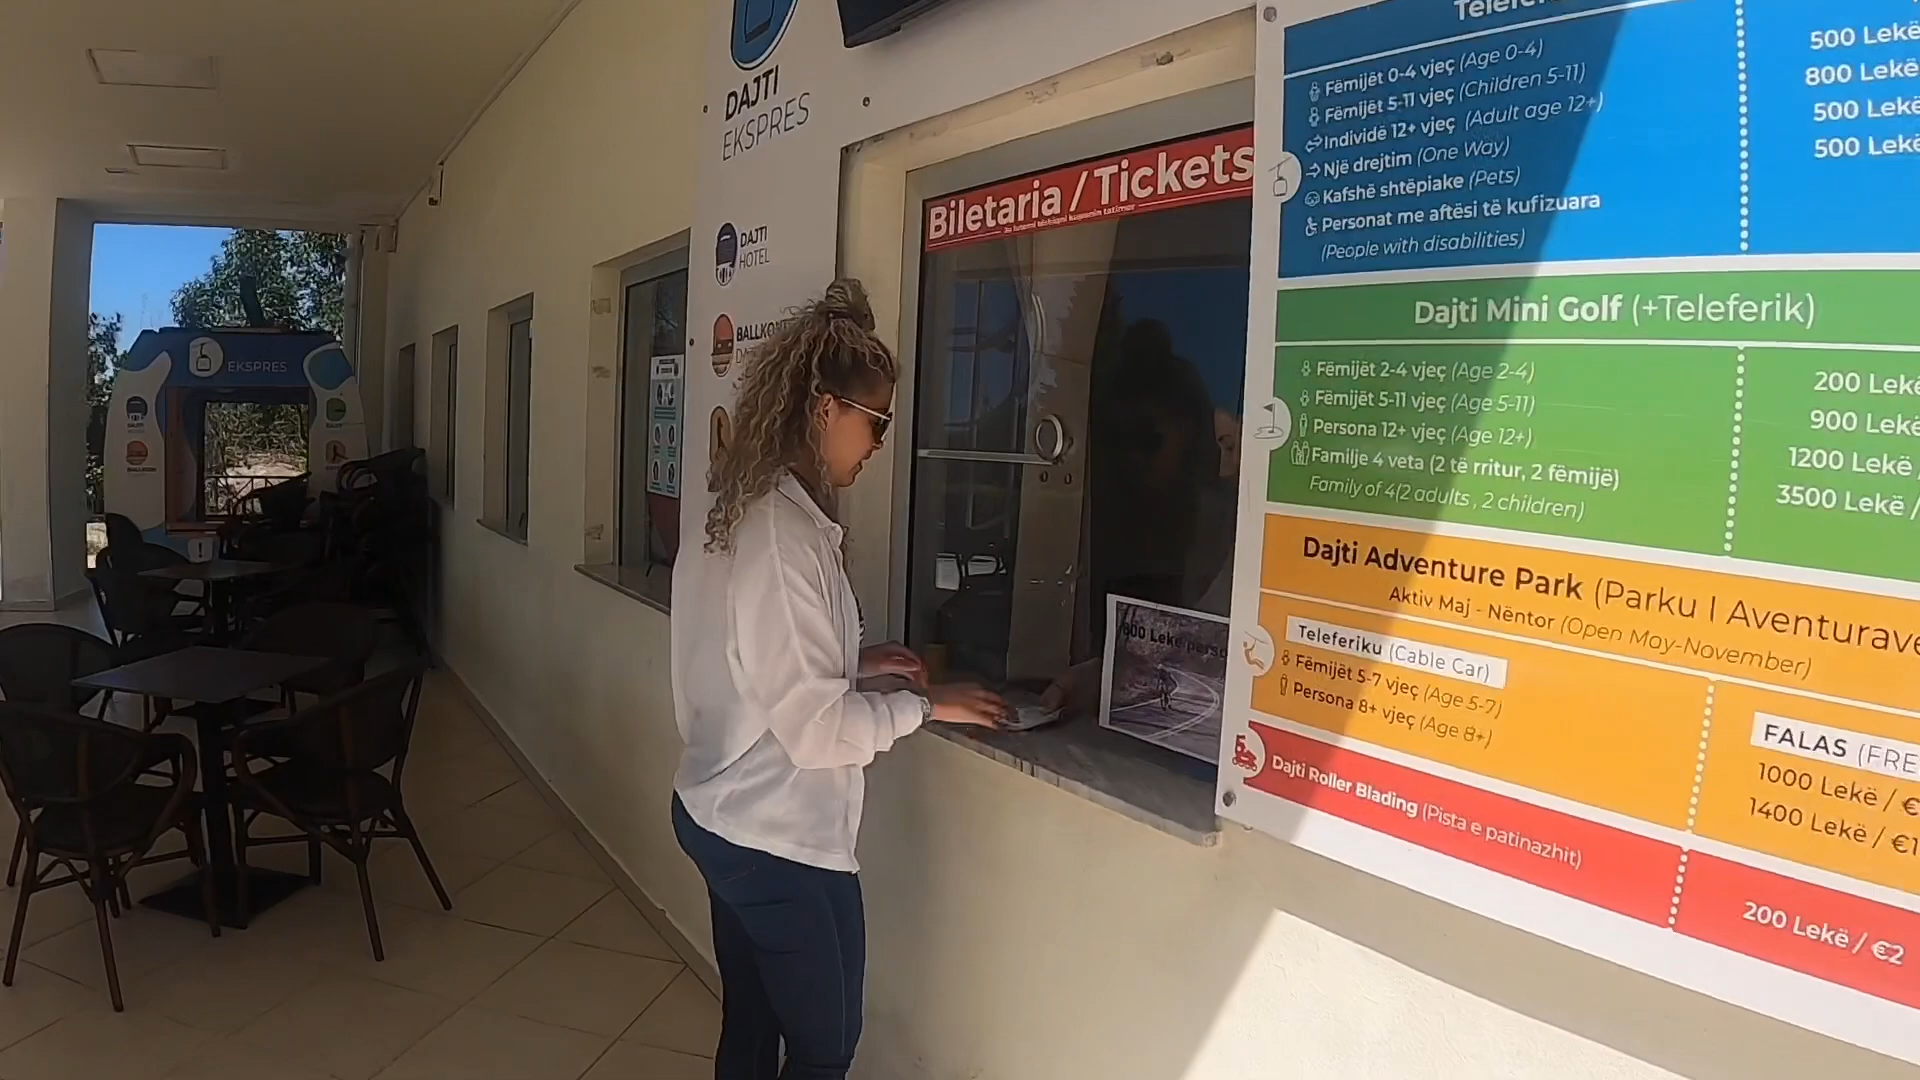 DAJTI
EKSPRES
DAJTI
HOTEL
EKSPRES
Biletaria / Tickets
800 Lekë
Fëmijët 0-4 vjeç (Age 0-4)
Fëmijët 5-11 vjeç (Children 5-11)
Individë 12+ vjeç (Adult age 12+)
Një drejtim (One Way)
Kafshë shtëpiake (Pets)
Personat me aftësi të kufizuara
(People with disabilities)
500 Lekë
800 Lekë
500 Lekë
500 Lekë
Dajti Mini Golf (+Teleferik)
Fëmijët 2-4 vjeç (Age 2-4)
Fëmijët 5-11 vjeç (Age 5-11)
Persona 12+ vjeç (Age 12+)
Familje 4 veta (2 të rritur, 2 fëmijë)
Family of 4(2 adults , 2 children)
200 Lekë
900 Lekë
1200 Lekë
3500 Lekë /
Dajti Adventure Park (Parku I Aventurave
Aktiv Maj - Nëntor (Open May-November)
Teleferiku (Cable Car)
Fëmijët 5-7 vjeç (Age 5-7)
Persona 8+ vjeç (Age 8+)
FALAS (FRE
1000 Lekë / €
1400 Lekë / €1
Dajti Roller Blading (Pista e patinazhit)
200 Lekë / €2